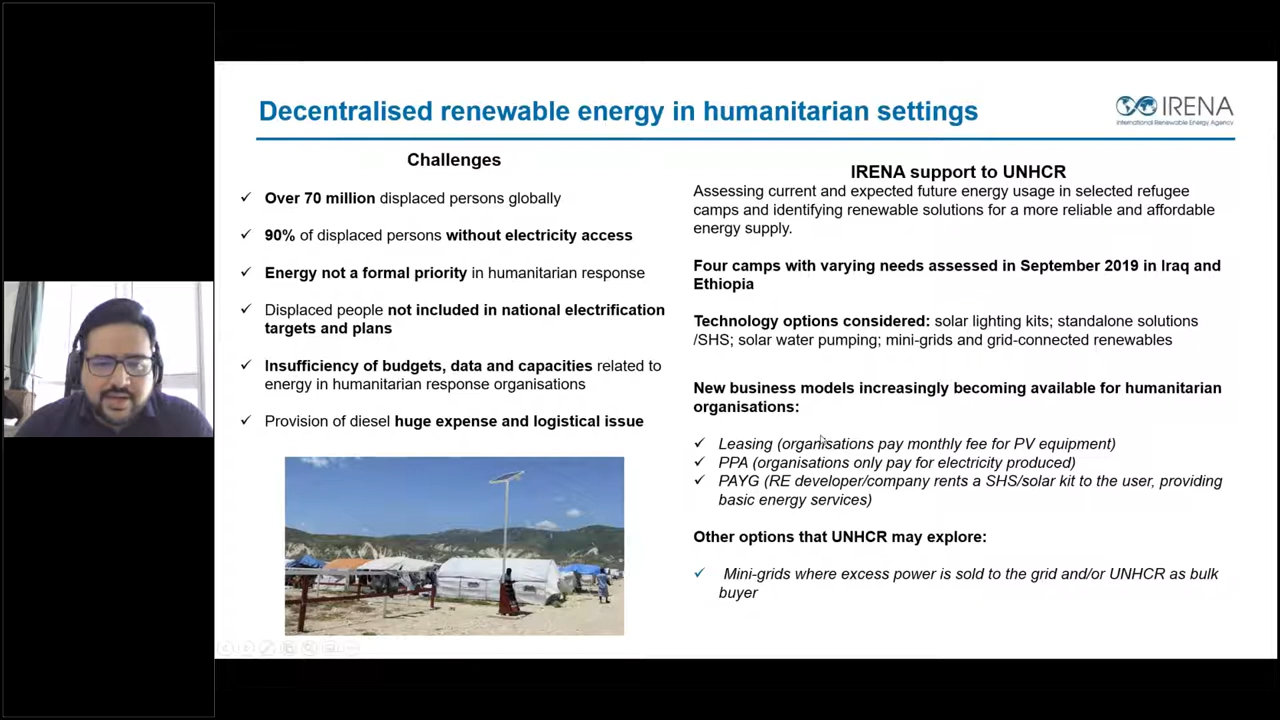 Decentralised renewable energy in humanitarian settings
IRENA
International Renewable Energy Agency
Challenges
Over 70 million displaced persons globally
90% of displaced persons without electricity access
Energy not a formal priority in humanitarian response
Displaced people not included in national electrification
targets and plans
Insufficiency of budgets, data and capacities related to
energy in humanitarian response organisations
Provision of diesel huge expense and logistical issue
IRENA support to UNHCR
Assessing current and expected future energy usage in selected refugee
camps and identifying renewable solutions for a more reliable and affordable
energy supply.
Four camps with varying needs assessed in September 2019 in Iraq and
Ethiopia
Technology options considered: solar lighting kits; standalone solutions
/SHS; solar water pumping; mini-grids and grid-connected renewables
New business models increasingly becoming available for humanitarian
organisations:
Leasing (organisations pay monthly fee for PV equipment)
PPA (organisations only pay for electricity produced)
PAYG (RE developer/company rents a SHS/solar kit to the user, providing
basic energy services)
Other options that UNHCR may explore:
Mini-grids where excess power is sold to the grid and/or UNHCR as bulk
buyer